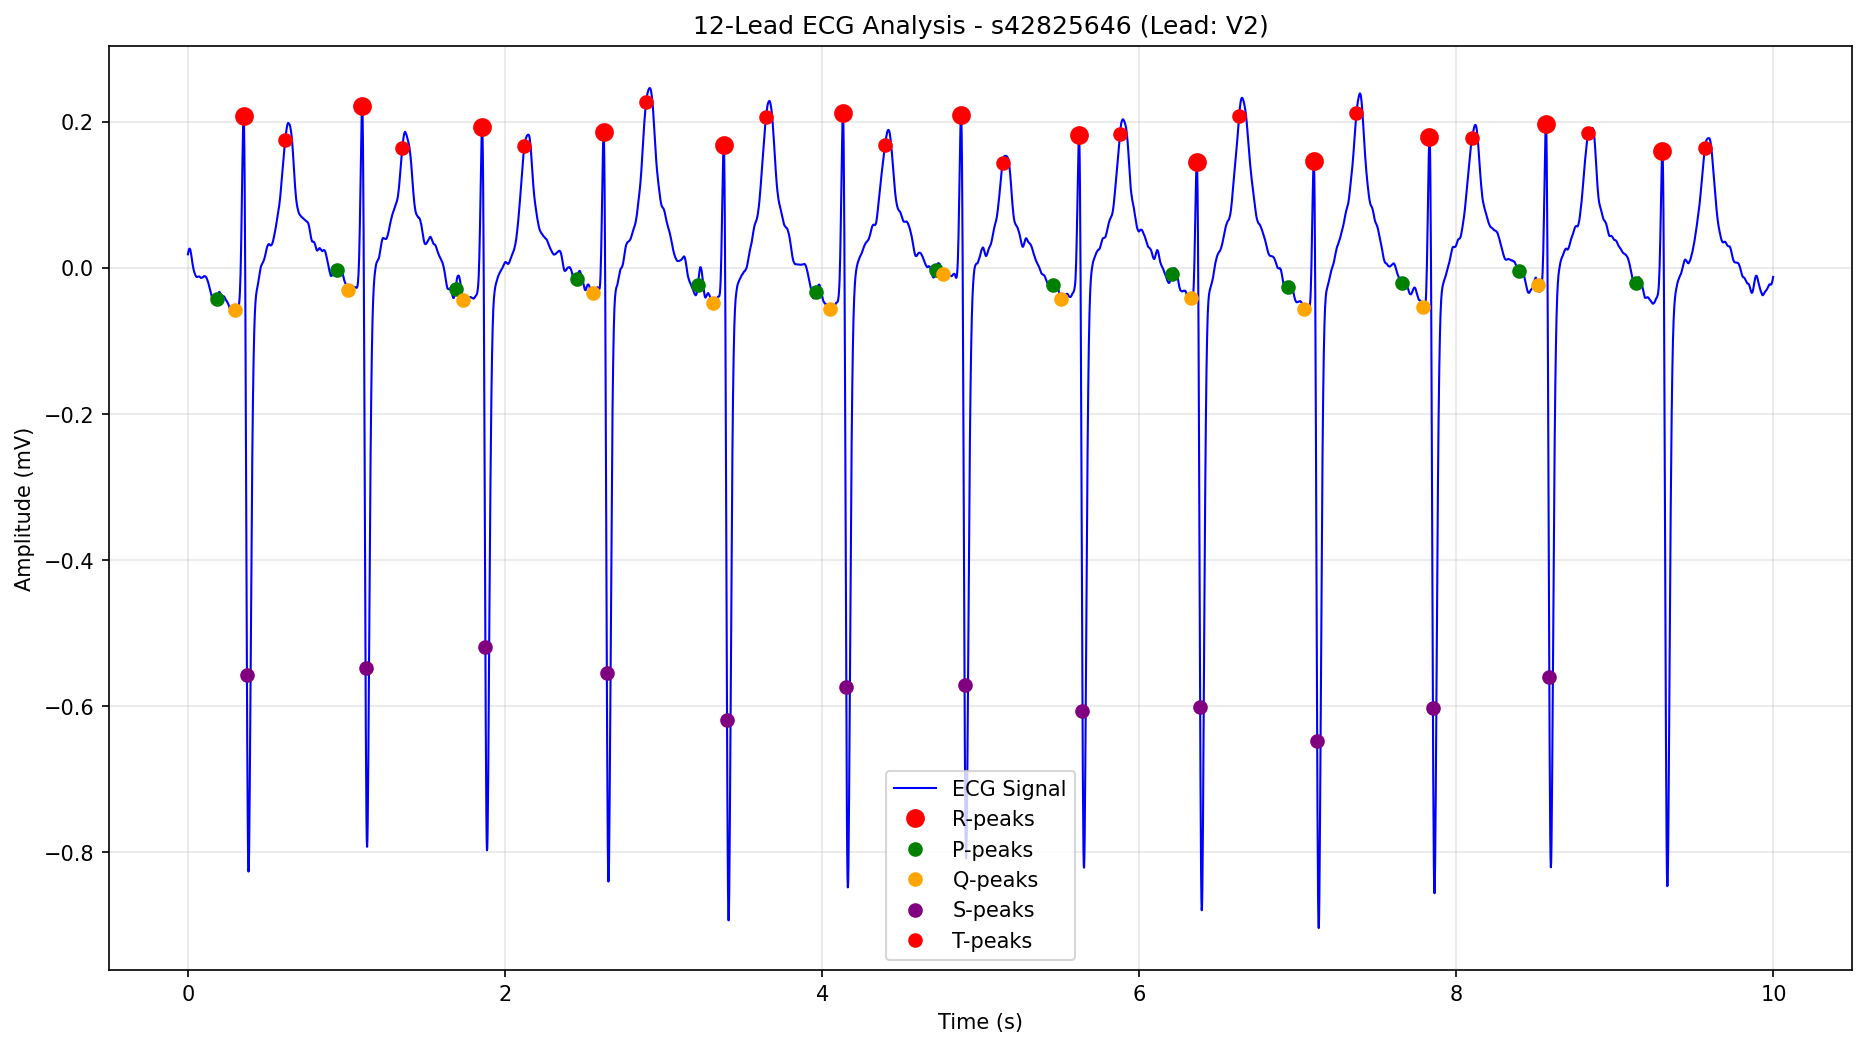 12-Lead ECG Analysis - s42825646 (Lead: V2)
Amplitude (mV)
0.2
0.0
−0.2
−0.4
−0.6
−0.8
ECG Signal
R-peaks
P-peaks
Q-peaks
S-peaks
T-peaks
0 2 4 6 8 10
Time (s)